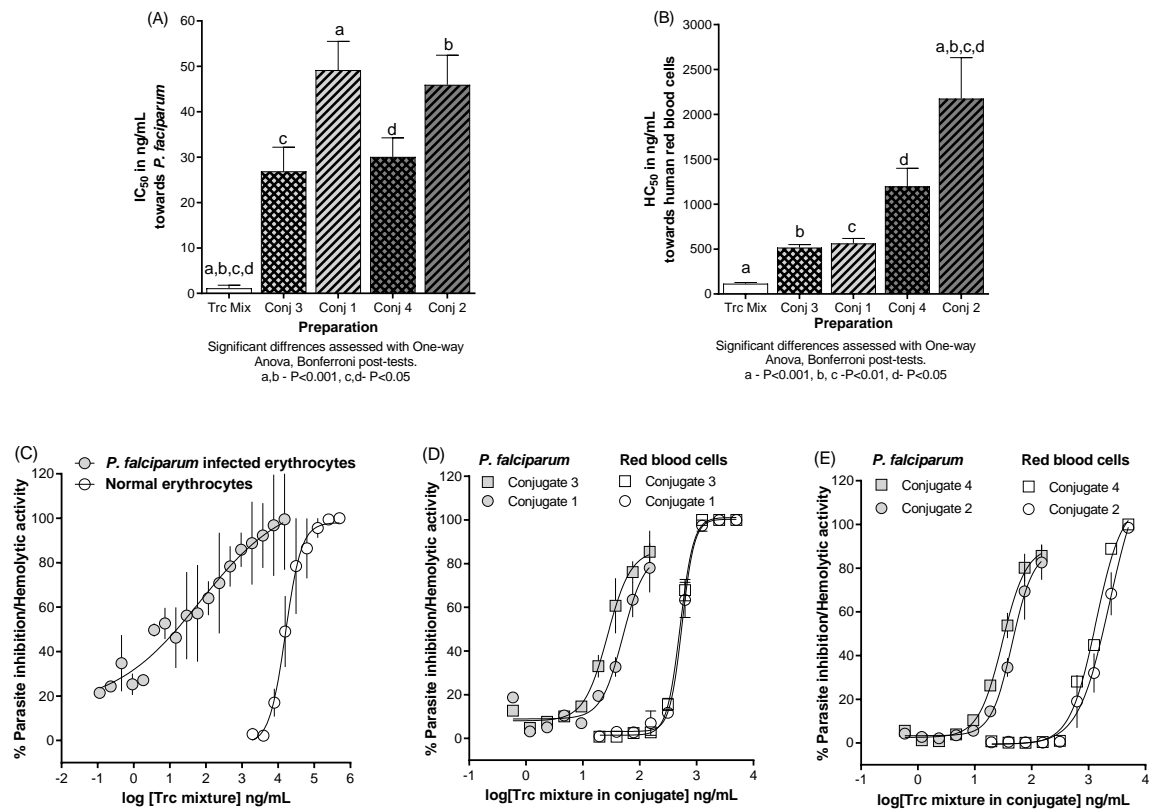 (A)
IC50 in ng/mL
towards P. faciparum
60
50
40
30
20
10
0
a,b,c,d
c
a
d
b
Trc Mix Conj 3 Conj 1 Conj 4 Conj 2
Preparation
Significant differences assessed with One-way
Anova, Bonferroni post-tests.
a,b - P<0.001, c,d- P<0.05
(B)
HC50 in ng/mL
towards human red blood cells
3000
2500
2000
1500
1000
500
0
a
b
c
d
a,b,c,d
Trc Mix Conj 3 Conj 1 Conj 4 Conj 2
Preparation
Significant differences assessed with One-way
Anova, Bonferroni post-tests.
a - P<0.001, b, c -P<0.01, d- P<0.05
(C)
P. falciparum infected erythrocytes
Normal erythrocytes
% Parasite inhibition/Hemolytic activity
120
100
80
60
40
20
0
-2 -1 0 1 2 3 4 5 6
log [Trc mixture] ng/mL
(D)
P. falciparum Red blood cells
Conjugate 3 Conjugate 3
Conjugate 1 Conjugate 1
% Parasite inhibition/Hemolytic activity
120
100
80
60
40
20
0
-1 0 1 2 3 4
log[Trc mixture in conjugate] ng/mL
(E)
P. falciparum Red blood cells
Conjugate 4 Conjugate 4
Conjugate 2 Conjugate 2
% Parasite inhibition/Hemolytic activity
120
100
80
60
40
20
0
-1 0 1 2 3 4
log[Trc mixture in conjugate] ng/mL